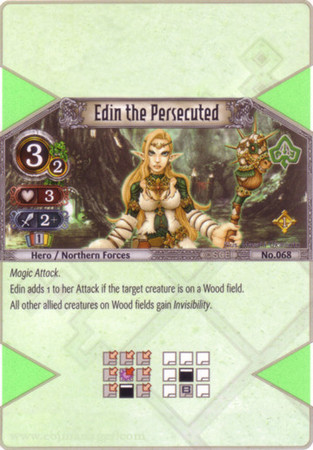 Edin the Persecuted
3
2
3
2
1
Hero / Northern Forces
No.068
Magic Attack.
Edin adds 1 to her Attack if the target creature is on a Wood field.
All other allied creatures on Wood fields gain Invisibility.